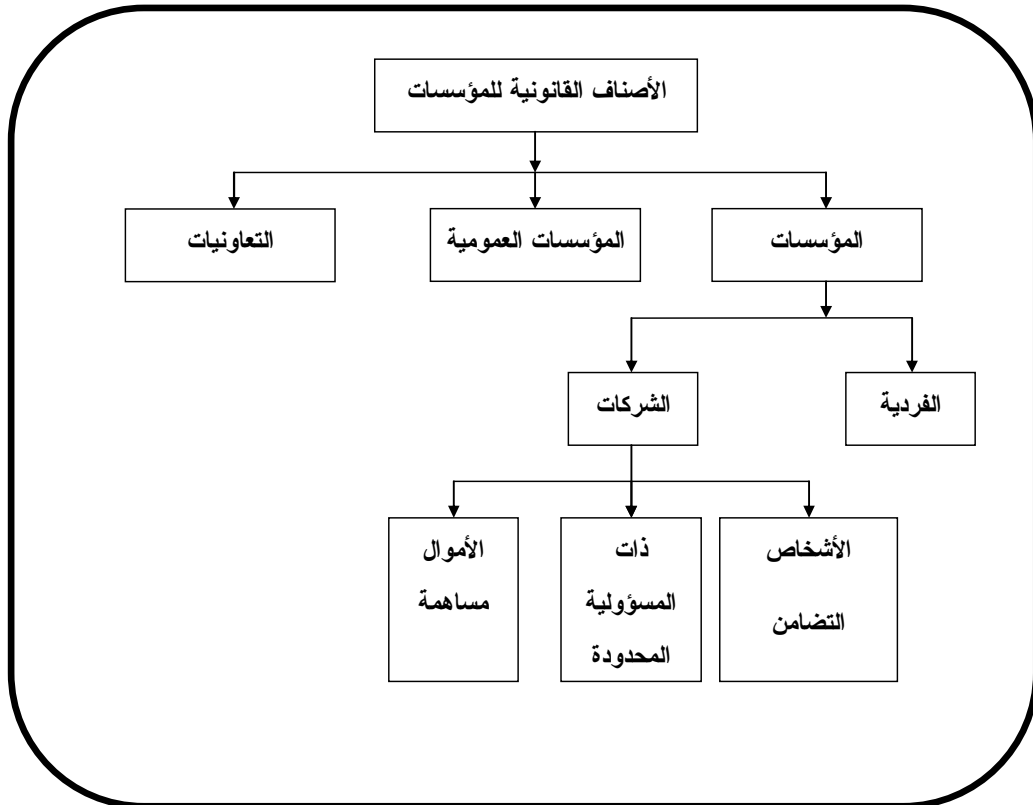 الأصناف القانونية للمؤسسات
المؤسسات
المؤسسات العمومية
التعاونيات
الفردية
الشركات
الأشخاص
التضامن
ذات
المسؤولية
المحدودة
الأموال
مساهمة